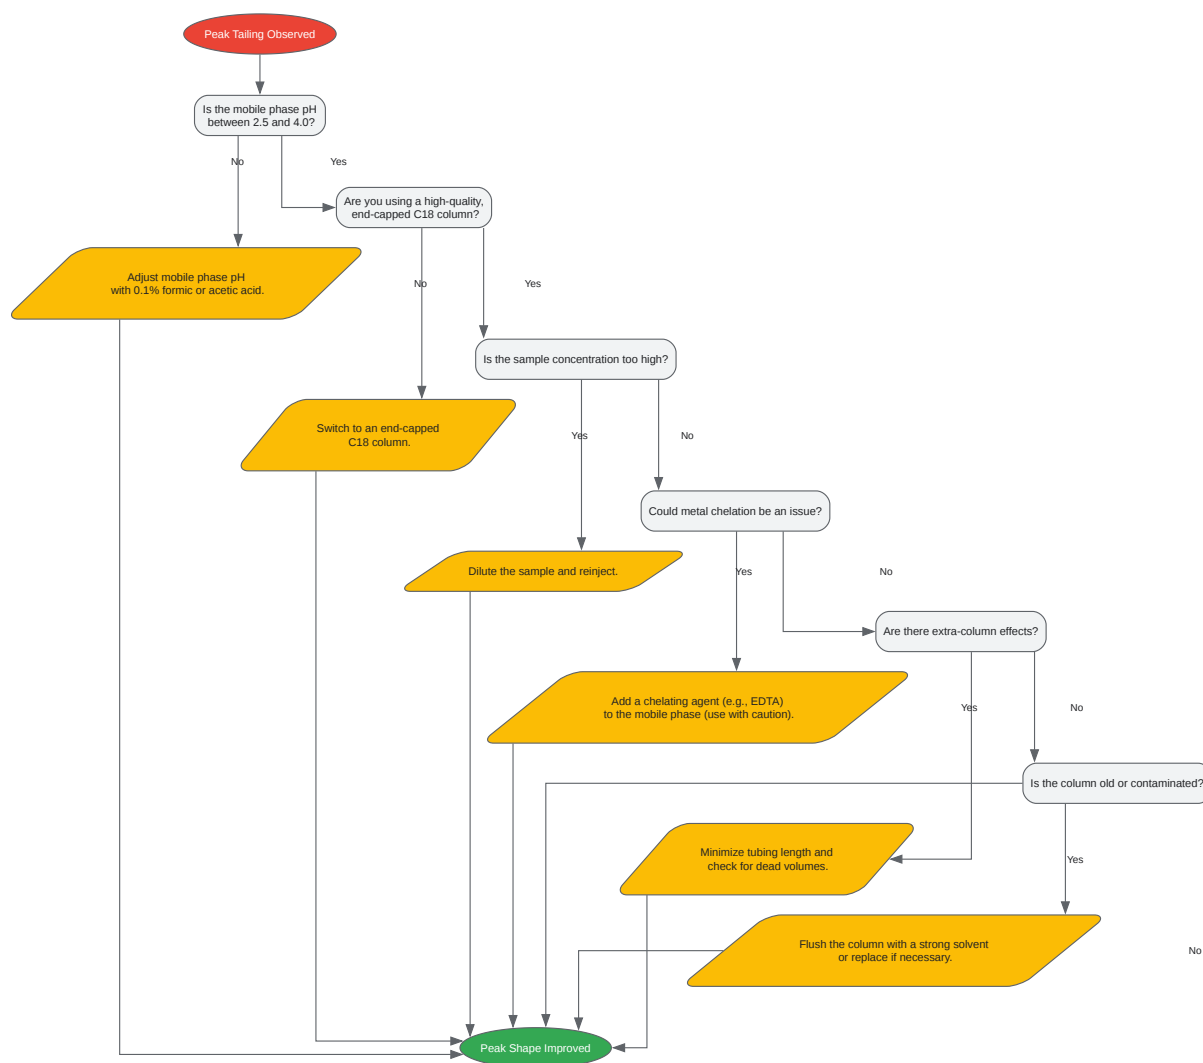 Peak Tailing Observed
Is the mobile phase pH
between 2.5 and 4.0?
No
Yes
Are you using a high-quality,
end-capped C18 column?
Adjust mobile phase pH
with 0.1% formic or acetic acid.
No
Yes
Is the sample concentration too high?
Switch to an end-capped
C18 column.
Yes
No
Could metal chelation be an issue?
Dilute the sample and reinject.
Yes
No
Are there extra-column effects?
Add a chelating agent (e.g., EDTA)
to the mobile phase (use with caution).
Yes
No
Is the column old or contaminated?
Minimize tubing length and
check for dead volumes.
Yes
Flush the column with a strong solvent
or replace if necessary.
No
Peak Shape Improved